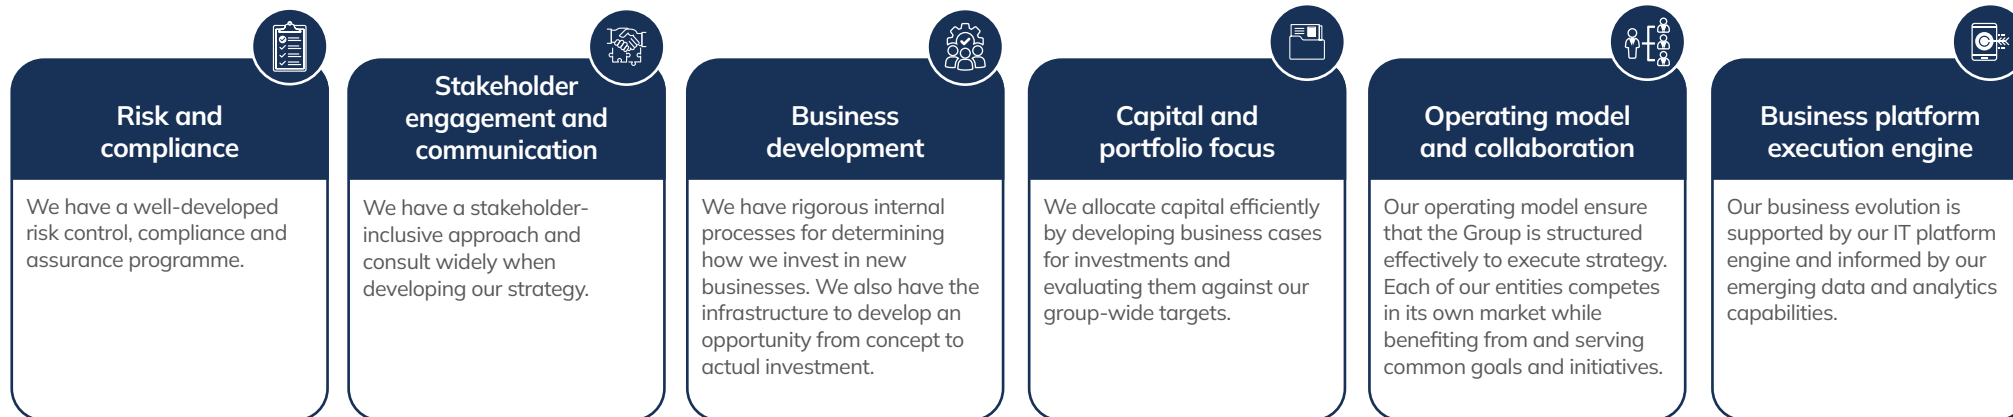 Risk and
compliance
We have a well-developed
risk control, compliance and
assurance programme.
Stakeholder
engagement and
communication
We have a stakeholder-
inclusive approach and
consult widely when
developing our strategy.
Business
development
We have rigorous internal
processes for determining
how we invest in new
businesses. We also have the
infrastructure to develop an
opportunity from concept to
actual investment.
Capital and
portfolio focus
We allocate capital efficiently
by developing business cases
for investments and
evaluating them against our
group-wide targets.
Operating model
and collaboration
Our operating model ensure
that the Group is structured
effectively to execute strategy.
Each of our entities competes
in its own market while
benefiting from and serving
common goals and initiatives.
Business platform
execution engine
Our business evolution is
supported by our IT platform
engine and informed by our
emerging data and analytics
capabilities.